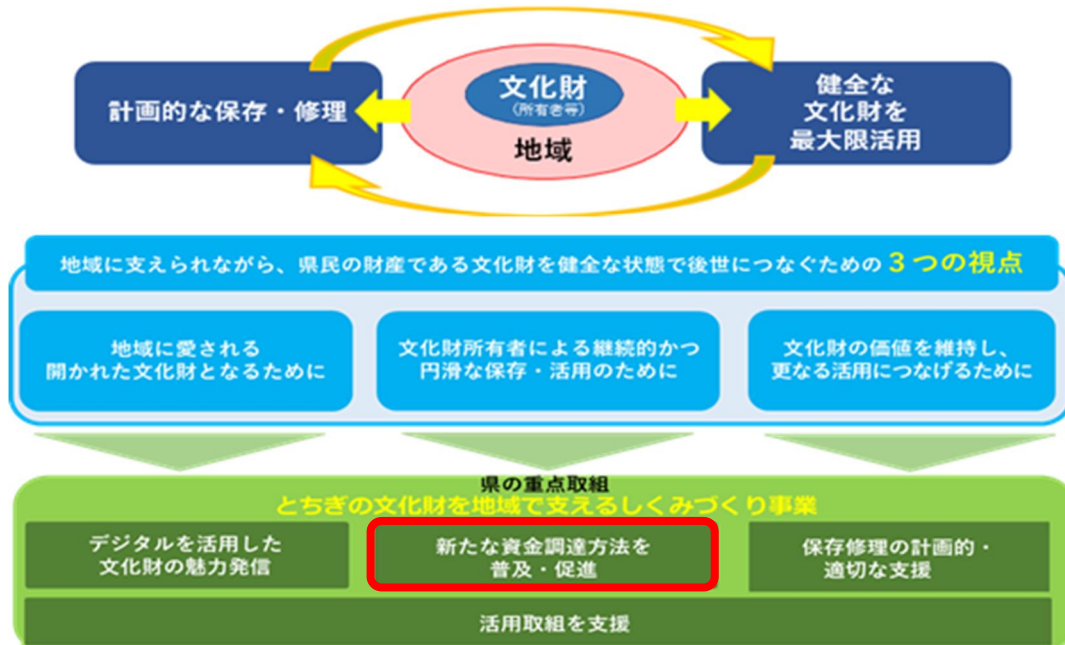 計画的な保存・修理
文化財
(所有者等)
地域
健全な
文化財を
最大限活用
地域に支えられながら、県民の財産である文化財を健全な状態で後世につなぐための3つの視点
地域に愛される
開かれた文化財となるために
文化財所有者による継続的かつ
円滑な保存・活用のために
文化財の価値を維持し、
更なる活用につなげるために
県の重点取組
とちぎの文化財を地域で支えるしくみづくり事業
デジタルを活用した
文化財の魅力発信
新たな資金調達方法を
普及・促進
保存修理の計画的・
適切な支援
活用取組を支援